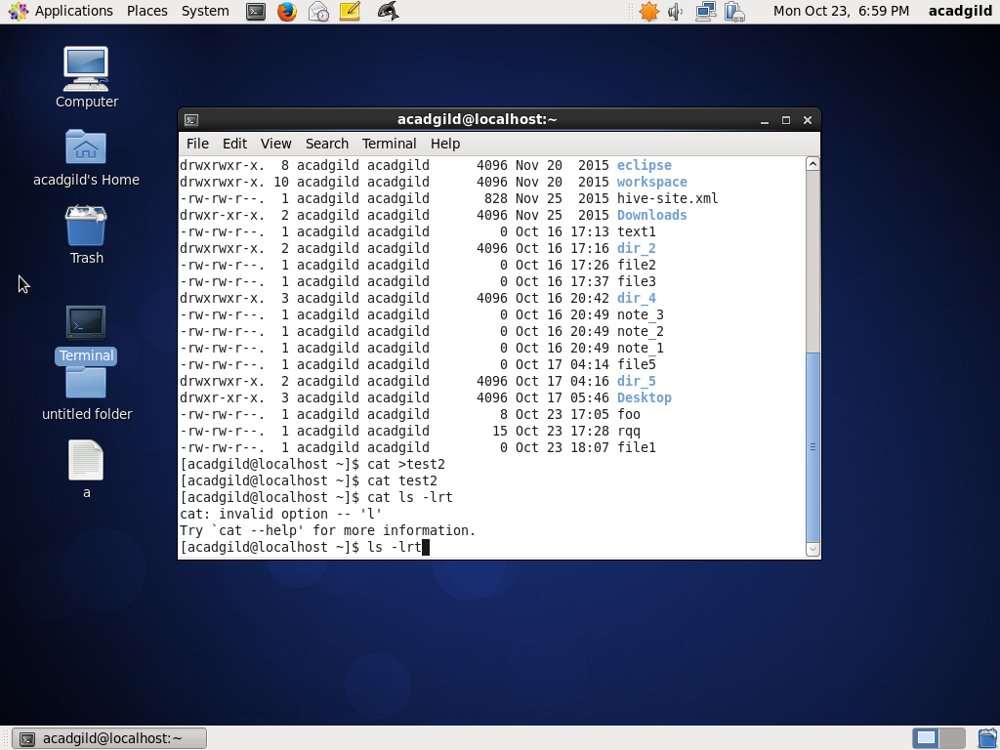 Applications Places System Mon Oct 23, 6:59 PM acadgild
Computer
acadgild's Home
Trash
Terminal
untitled folder
a
acadgild@localhost:~
File Edit View Search Terminal Help
drwxrwxr-x.  8 acadgild acadgild      4096 Nov 20  2015 eclipse
drwxrwxr-x. 10 acadgild acadgild      4096 Nov 20  2015 workspace
-rw-rw-r--.  1 acadgild acadgild       828 Nov 25  2015 hive-site.xml
drwxr-xr-x.  2 acadgild acadgild      4096 Nov 25  2015 Downloads
-rw-rw-r--.  1 acadgild acadgild         0 Oct 16 17:13 text1
drwxrwxr-x.  2 acadgild acadgild      4096 Oct 16 17:16 dir_2
-rw-rw-r--.  1 acadgild acadgild         0 Oct 16 17:26 file2
-rw-rw-r--.  1 acadgild acadgild         0 Oct 16 17:37 file3
drwxrwxr-x.  3 acadgild acadgild      4096 Oct 16 20:42 dir_4
-rw-rw-r--.  1 acadgild acadgild         0 Oct 16 20:49 note_3
-rw-rw-r--.  1 acadgild acadgild         0 Oct 16 20:49 note_2
-rw-rw-r--.  1 acadgild acadgild         0 Oct 16 20:49 note_1
-rw-rw-r--.  1 acadgild acadgild         0 Oct 17 04:14 file5
drwxrwxr-x.  2 acadgild acadgild      4096 Oct 17 04:16 dir_5
drwxr-xr-x.  3 acadgild acadgild      4096 Oct 17 05:46 Desktop
-rw-rw-r--.  1 acadgild acadgild         8 Oct 23 17:05 foo
-rw-rw-r--.  1 acadgild acadgild        15 Oct 23 17:28 rqq
-rw-rw-r--.  1 acadgild acadgild         0 Oct 23 18:07 file1
[acadgild@localhost ~]$ cat >test2
[acadgild@localhost ~]$ cat test2
[acadgild@localhost ~]$ cat ls -lrt
cat: invalid option -- 'l'
Try `cat --help' for more information.
[acadgild@localhost ~]$ ls -lrt
acadgild@localhost:~